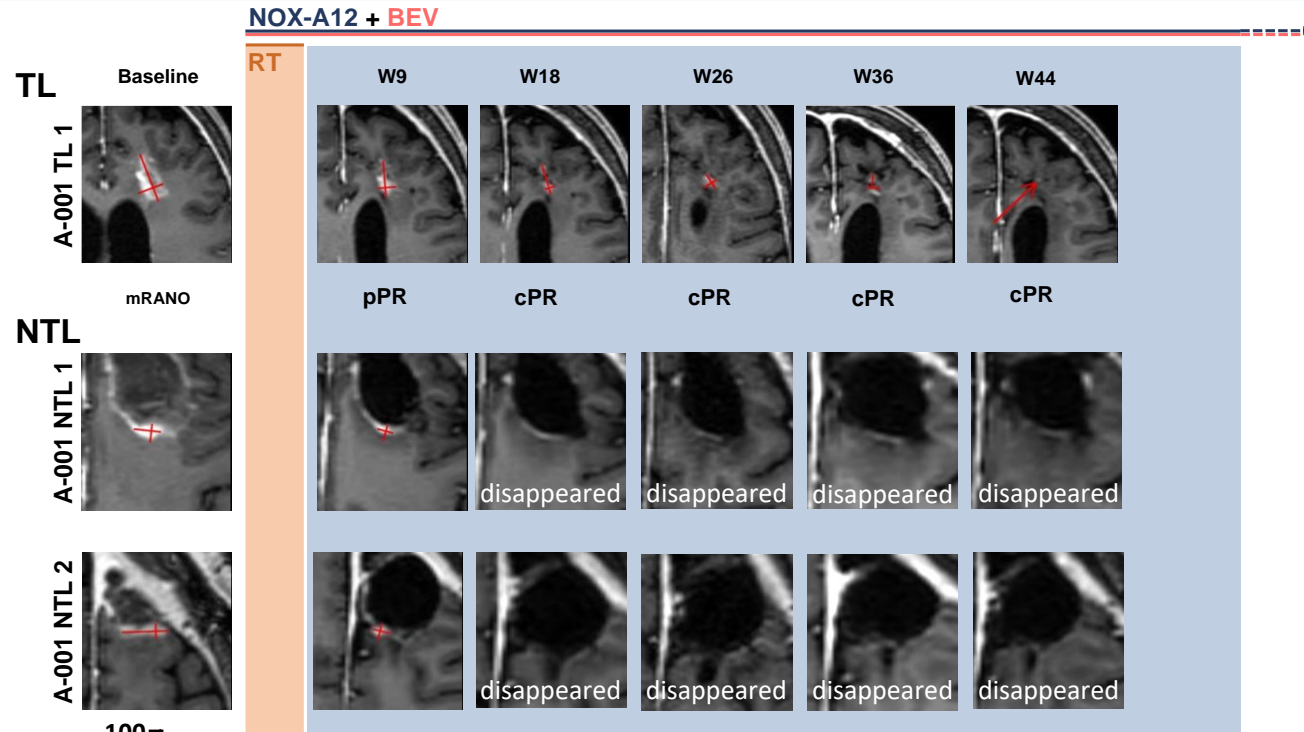 NOX-A12 + BEV
RT
TL
Baseline
W9
W18
W26
W36
W44
A-001 TL 1
mRANO
pPR
cPR
cPR
cPR
cPR
NTL
A-001 NTL 1
disappeared
disappeared
disappeared
disappeared
A-001 NTL 2
disappeared
disappeared
disappeared
disappeared